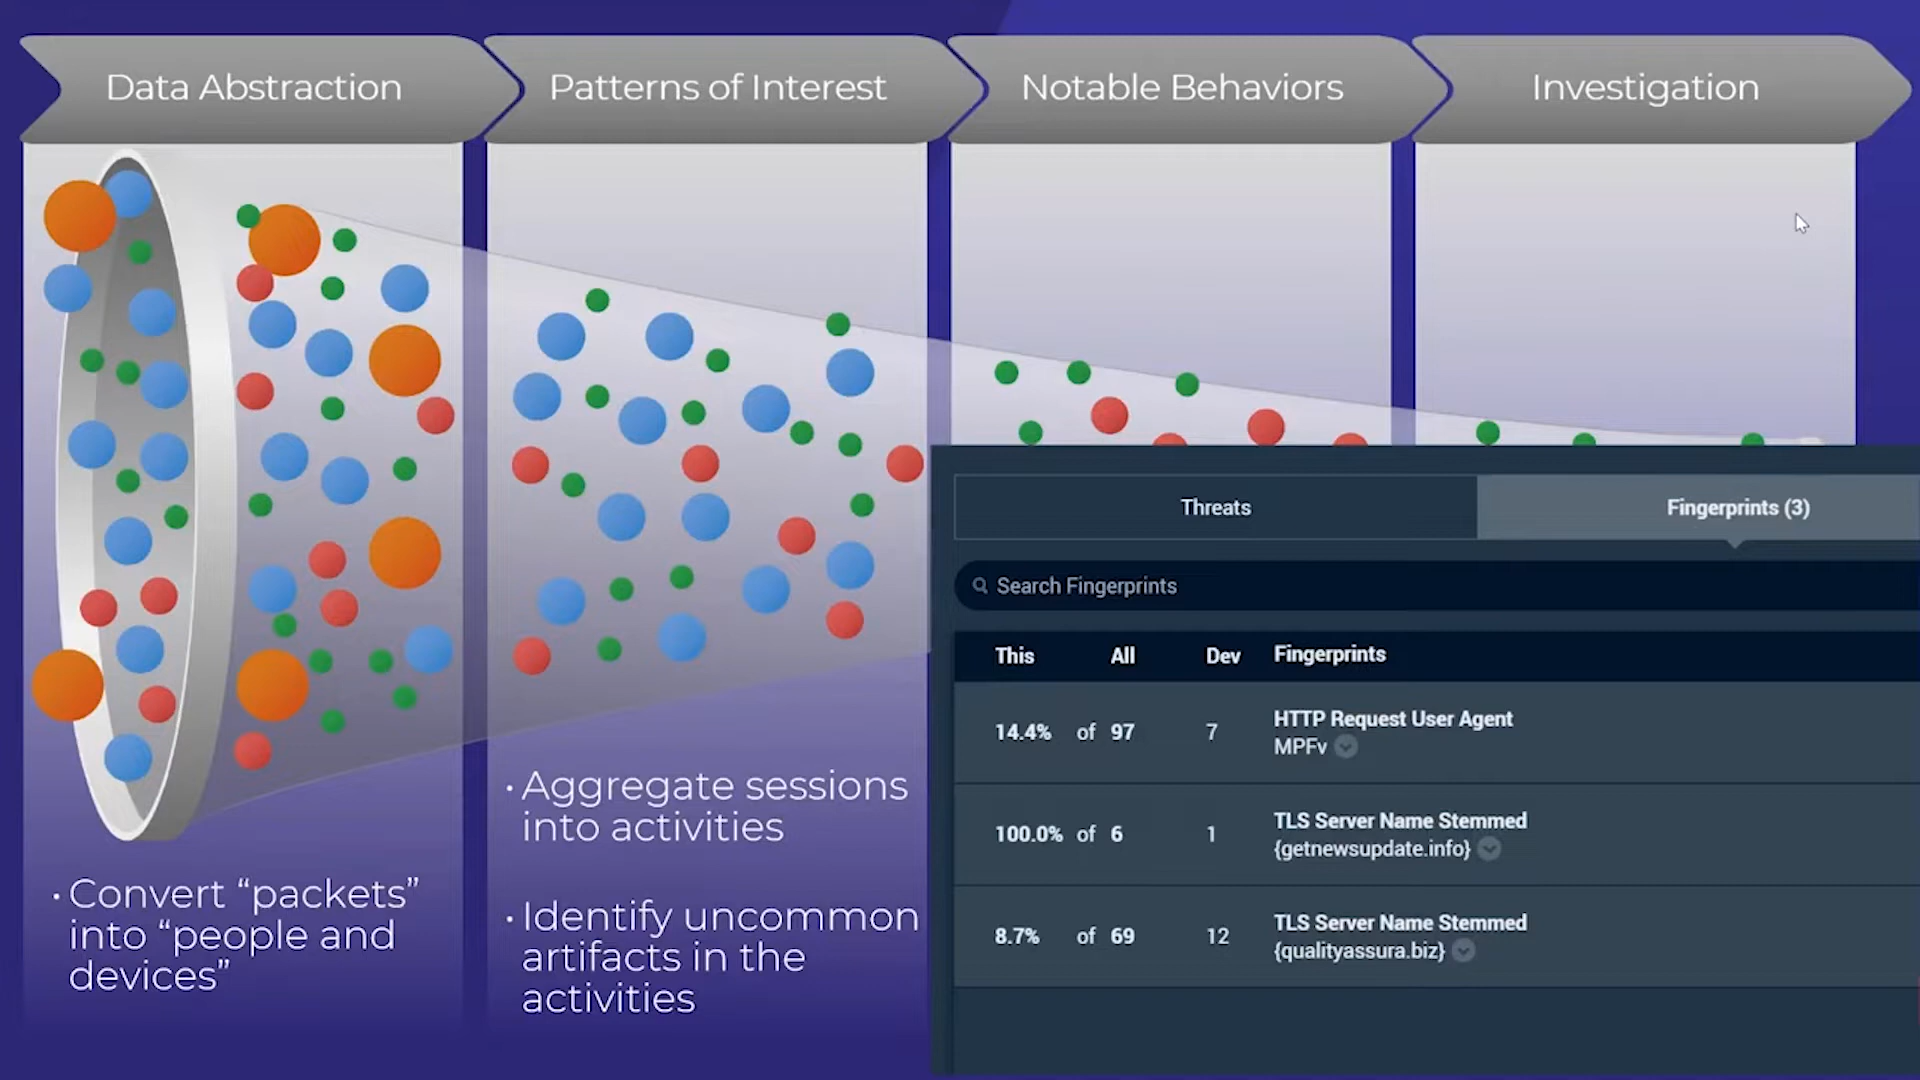 Data Abstraction
Patterns of Interest
Notable Behaviors
Investigation
· Convert “packets”
into “people and
devices”
· Aggregate sessions
into activities
· Identify uncommon
artifacts in the
activities
Threats
Fingerprints (3)
Search Fingerprints
This All Dev Fingerprints
14.4% of 97 7 HTTP Request User Agent
MPFv
100.0% of 6 1 TLS Server Name Stemmed
{getnewsupdate.info}
8.7% of 69 12 TLS Server Name Stemmed
{qualityassura.biz}